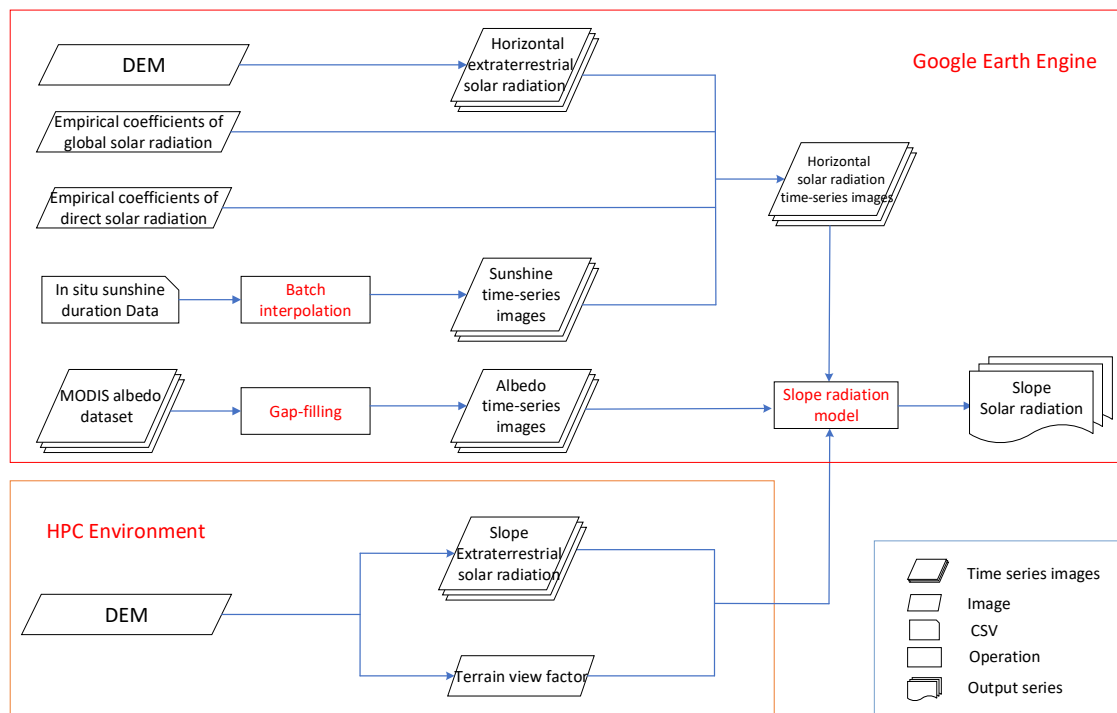 DEM
Horizontal
extraterrestrial
solar radiation
Google Earth Engine
Empirical coefficients of
global solar radiation
Empirical coefficients of
direct solar radiation
Horizontal
solar radiation
time-series images
In situ sunshine
duration Data
Batch
interpolation
Sunshine
time-series
images
MODIS albedo
dataset
Gap-filling
Albedo
time-series
images
Slope radiation
model
Slope
Solar radiation
HPC Environment
DEM
Slope
Extraterrestrial
solar radiation
Terrain view factor
Time series images
Image
CSV
Operation
Output series